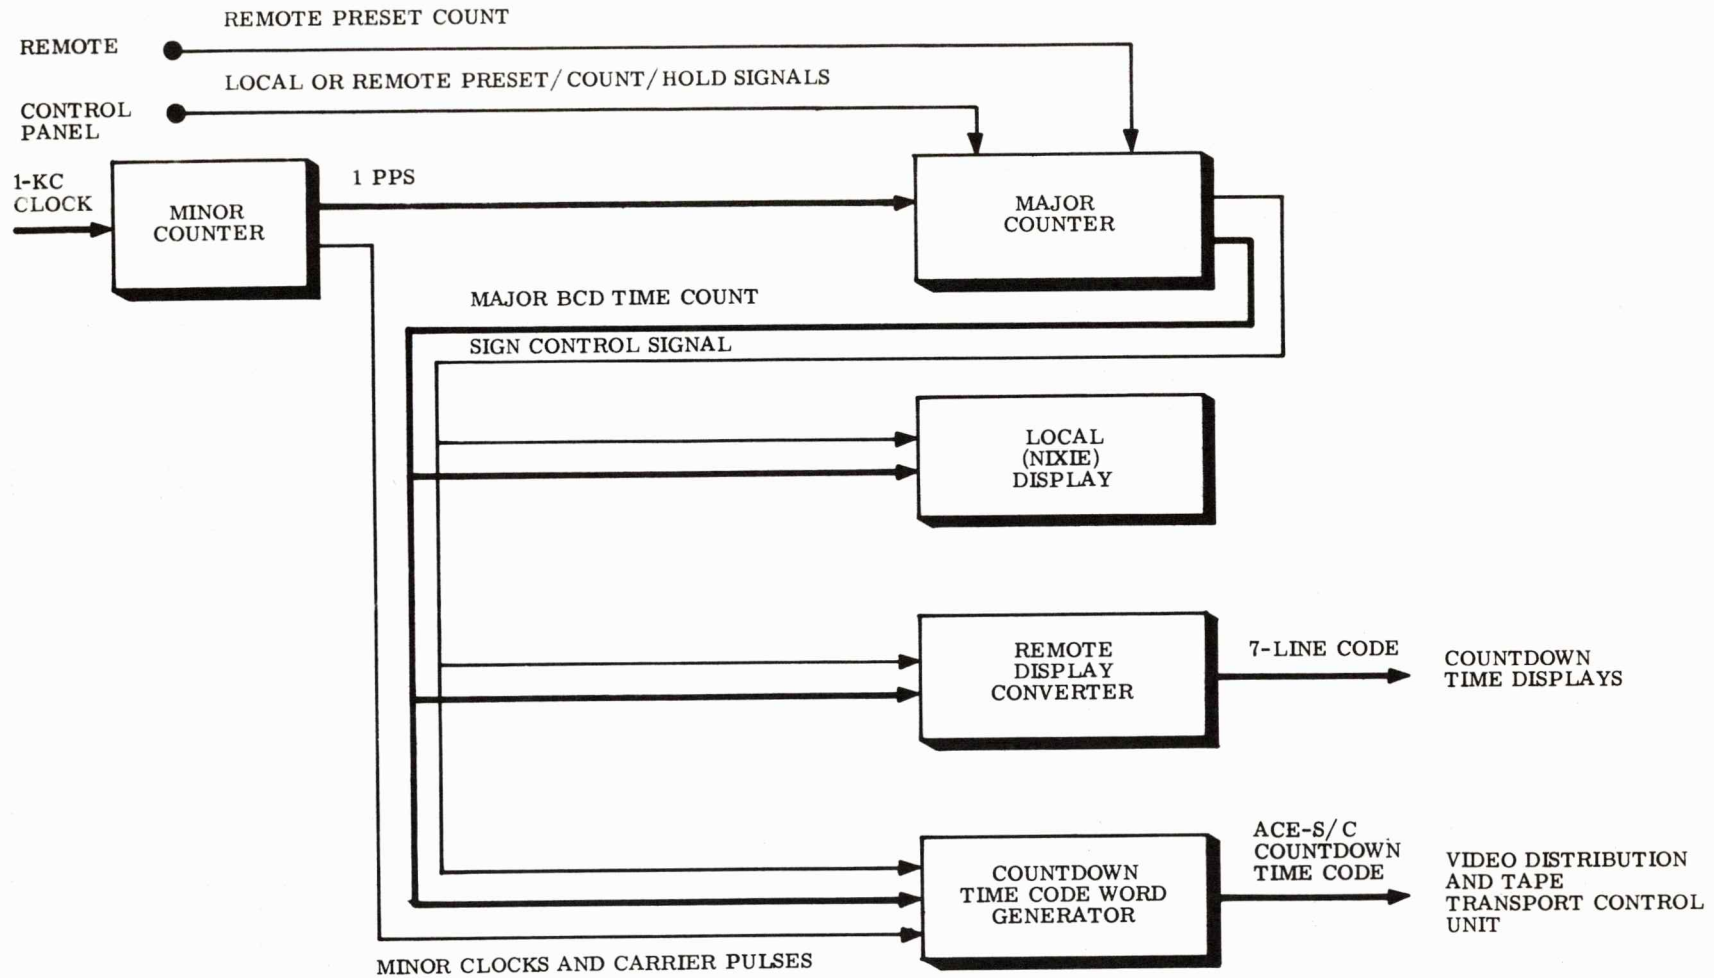 REMOTE PRESET COUNT
REMOTE
LOCAL OR REMOTE PRESET/COUNT/HOLD SIGNALS
CONTROL
PANEL
1-KC
CLOCK
MINOR
COUNTER
1 PPS
MAJOR
COUNTER
MAJOR BCD TIME COUNT
SIGN CONTROL SIGNAL
LOCAL
(NIXIE)
DISPLAY
REMOTE
DISPLAY
CONVERTER
7-LINE CODE
COUNTDOWN
TIME DISPLAYS
COUNTDOWN
TIME CODE WORD
GENERATOR
ACE-S/C
COUNTDOWN
TIME CODE
VIDEO DISTRIBUTION
AND TAPE
TRANSPORT CONTROL
UNIT
MINOR CLOCKS AND CARRIER PULSES